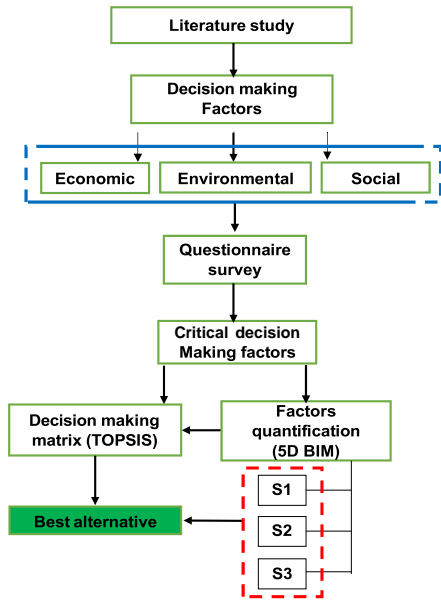 Literature study
Decision making
Factors
Economic
Environmental
Social
Questionnaire
survey
Critical decision
Making factors
Decision making
matrix (TOPSIS)
Factors
quantification
(5D BIM)
S1
S2
S3
Best alternative